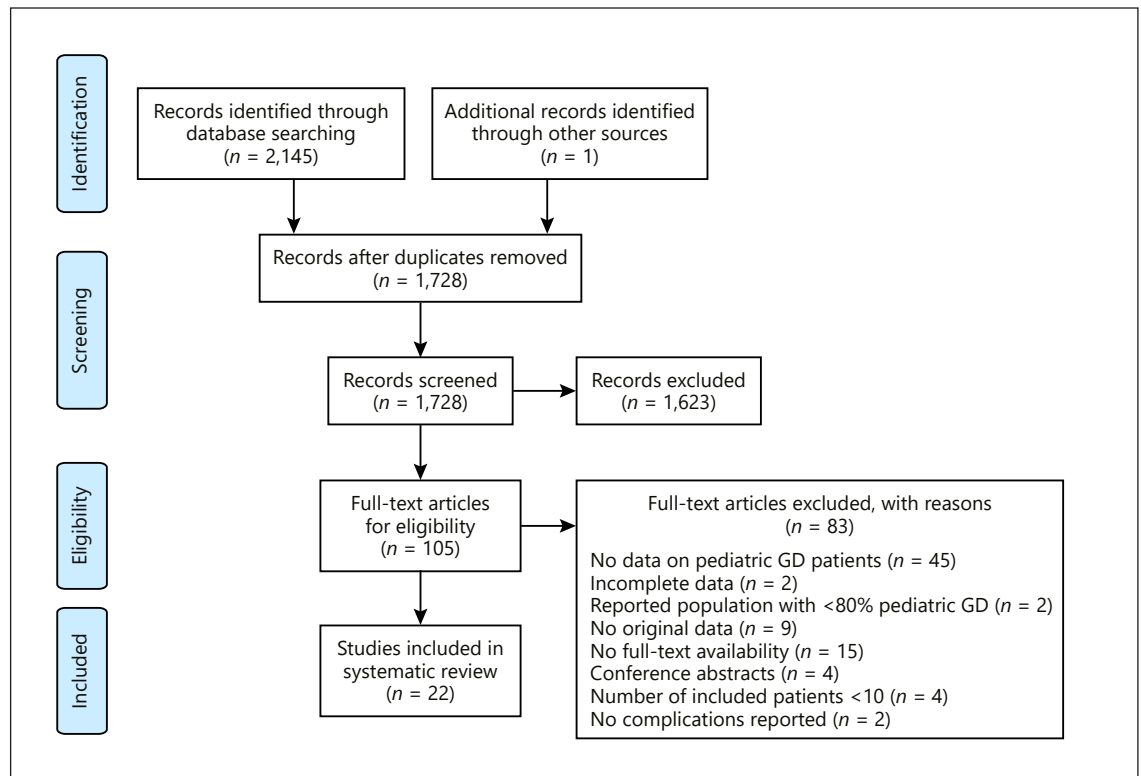 Identification
Records identified through
database searching
(n = 2,145)
Additional records identified
through other sources
(n = 1)
Screening
Records after duplicates removed
(n = 1,728)
Records screened
(n = 1,728)
Records excluded
(n = 1,623)
Eligibility
Full-text articles
for eligibility
(n = 105)
Full-text articles excluded, with reasons
(n = 83)
No data on pediatric GD patients (n = 45)
Incomplete data (n = 2)
Reported population with <80% pediatric GD (n = 2)
No original data (n = 9)
No full-text availability (n = 15)
Conference abstracts (n = 4)
Number of included patients <10 (n = 4)
No complications reported (n = 2)
Included
Studies included in
systematic review
(n = 22)